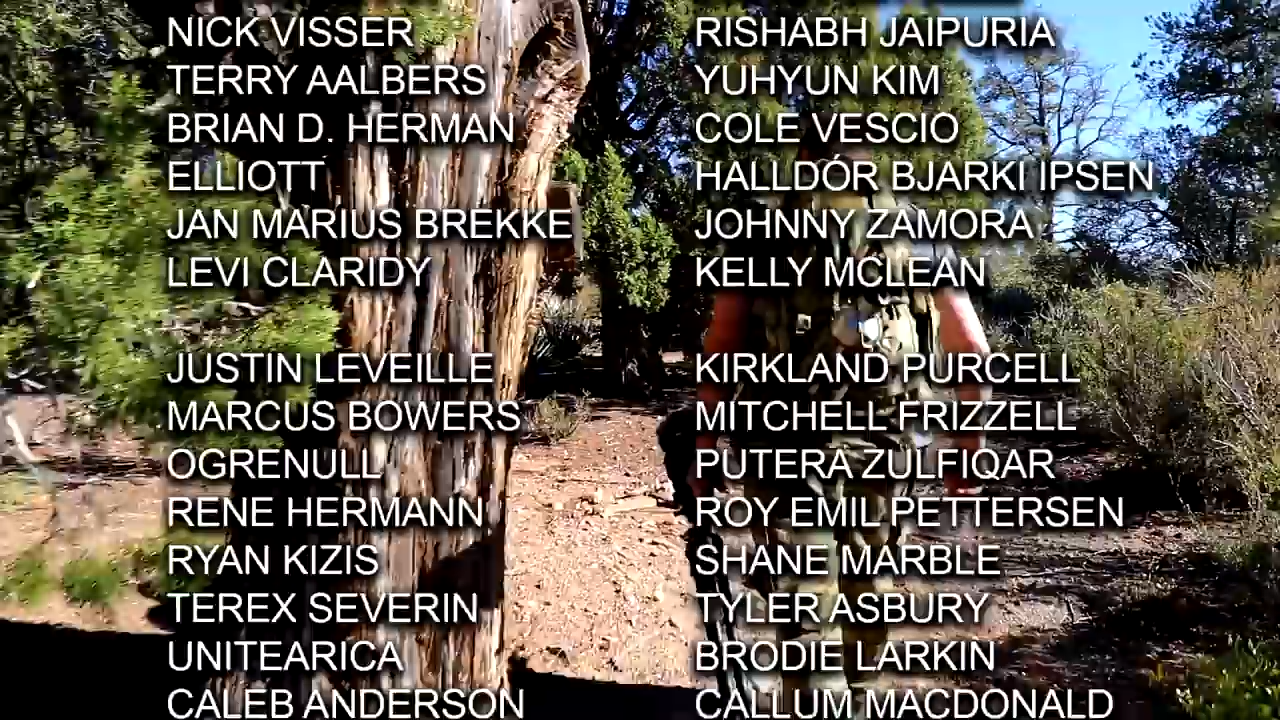 NICK VISSER
TERRY AALBERS
BRIAN D. HERMAN
ELLIOTT
JAN MARIUS BREKKE
LEVI CLARIDY
JUSTIN LEVEILLE
MARCUS BOWERS
OGRENULL
RENE HERMANN
RYAN KIZIS
TEREX SEVERIN
UNITEARICA
CALEB ANDERSON
RISHABH JAIPURIA
YUHYUN KIM
COLE VESCIO
HALLDÓR BJARKI IPSEN
JOHNNY ZAMORA
KELLY MCLEAN
KIRKLAND PURCELL
MITCHELL FRIZZELL
PUTERA ZULFIQAR
ROY EMIL PETTERSEN
SHANE MARBLE
TYLER ASBURY
BRODIE LARKIN
CALLUM MACDONALD